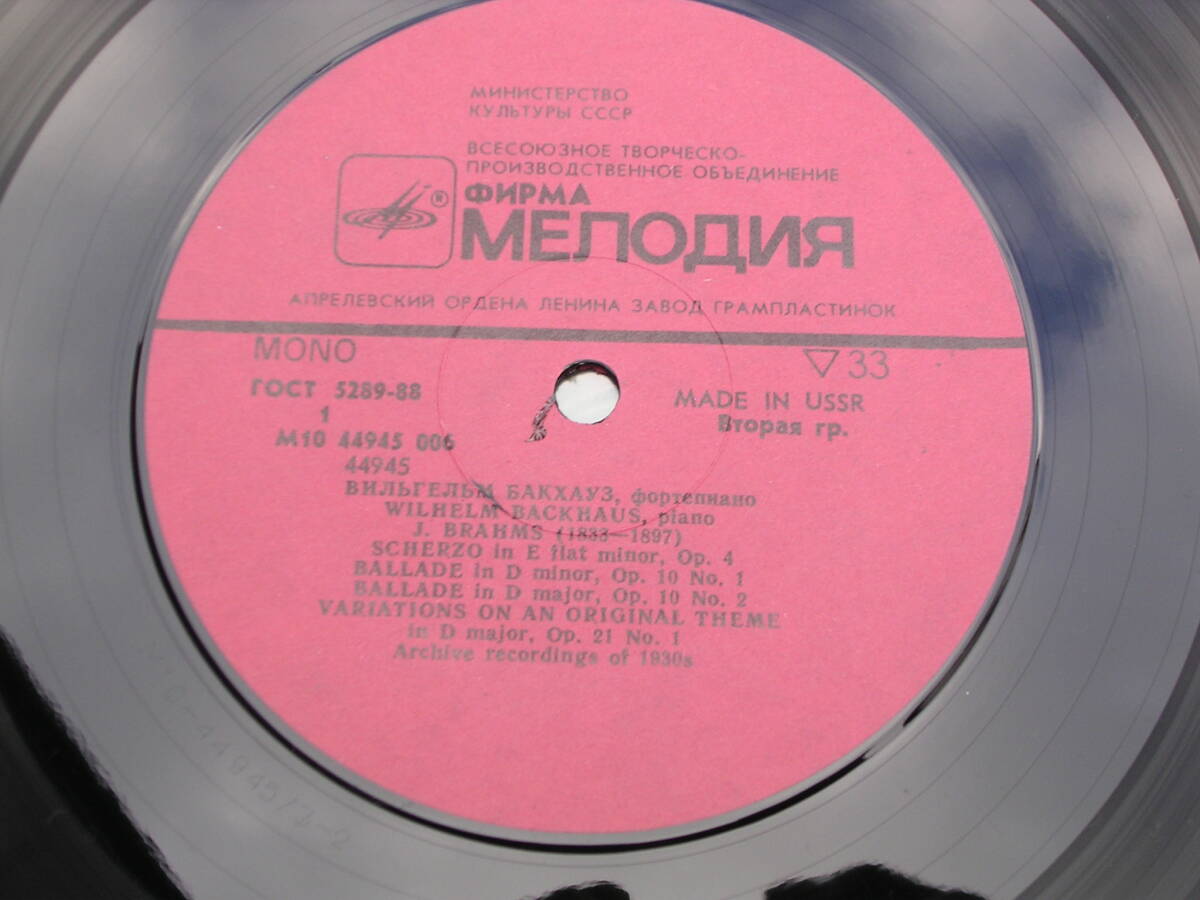 МИНИСТЕРСТВО
КУЛЬТУРЫ СССР
ВСЕСОЮЗНОЕ ТВОРЧЕСКО-
ПРОИЗВОДСТВЕННОЕ ОБЪЕДИНЕНИЕ
®
ФИРМА
МЕЛОДИЯ
АПРЕЛЕВСКИЙ ОРДЕНА ЛЕНИНА ЗАВОД ГРАМПЛАСТИНОК
MONO
▽ 33
ГОСТ 5289-88
MADE IN USSR
1
Вторая гр.
М10 44945 006
44945
ВИЛЬГЕЛЬМ БАКХАУЗ, фортепиано
WILHELM BACKHAUS, piano
J. BRAHMS (1833—1897)
SCHERZO in E flat minor, Op. 4
BALLADE in D minor, Op. 10 No. 1
BALLADE in D major, Op. 10 No. 2
VARIATIONS ON AN ORIGINAL THEME
in D major, Op. 21 No. 1
Archive recordings of 1930s